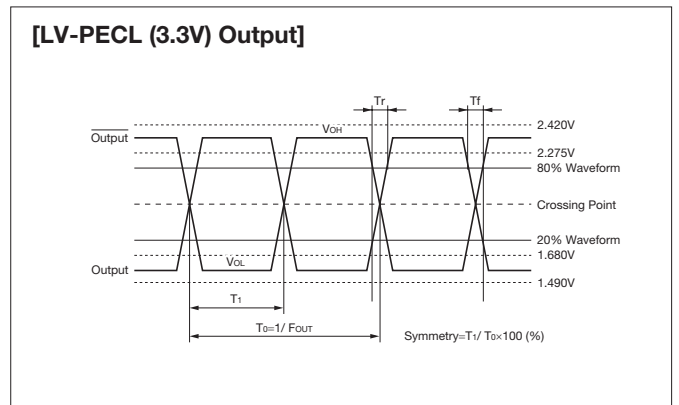 [LV-PECL (3.3V) Output]
Tr
Tf
2.420V
Output
VOH
2.275V
80% Waveform
Crossing Point
20% Waveform
1.680V
VOL
Output
1.490V
T1
T0=1/ FOUT
Symmetry=T1/ T0×100 (%)